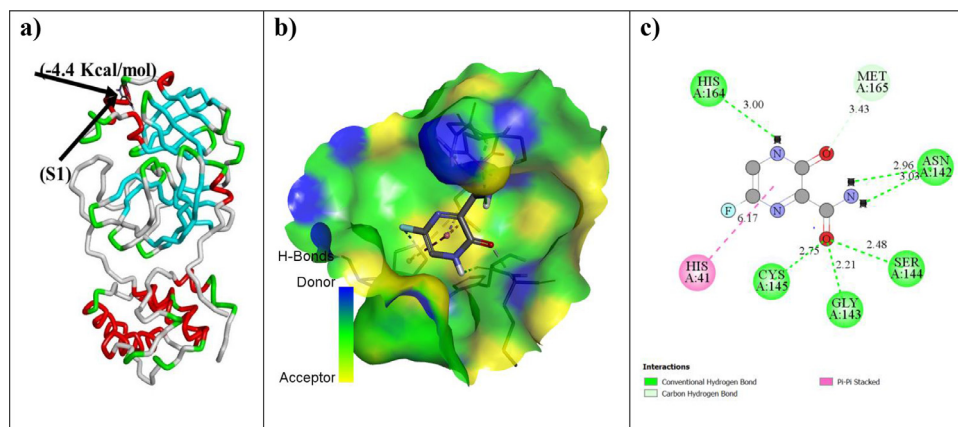 a)
(-4.4 Kcal/mol)
(S1)
b)
H-Bonds
Donor
Acceptor
c)
HIS
A:164
MET
A:165
3.00
3.43
N
O
2.96
ASN
A:142
3.03
N
F
N
6.17
O
HIS
A:41
2.75
2.48
CYS
A:145
2.21
SER
A:144
GLY
A:143
Interactions
Conventional Hydrogen Bond
Carbon Hydrogen Bond
Pi-Pi Stacked